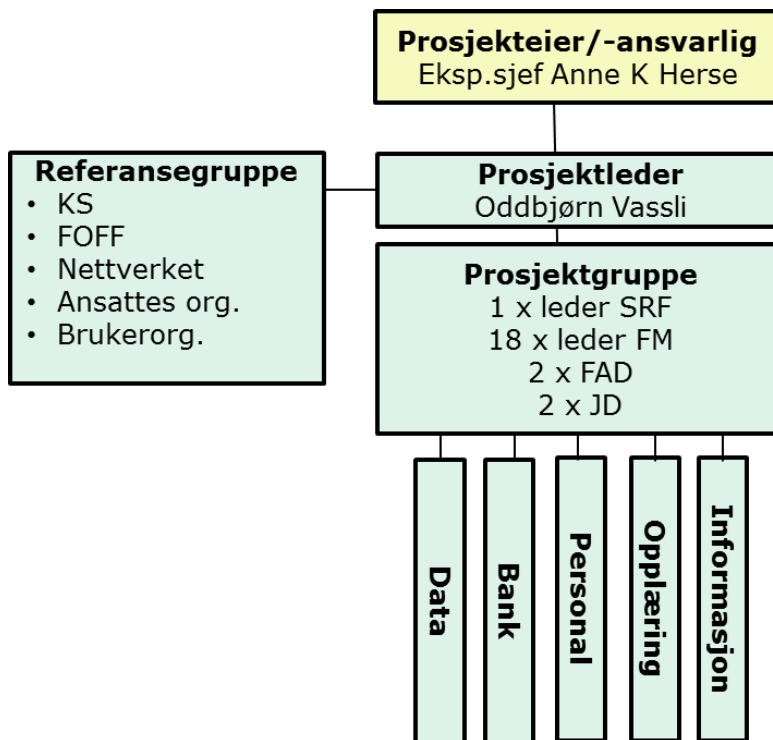 Prosjekteier/-ansvarlig
Eksp.sjef Anne K Herse
Referansegruppe
• KS
• FOFF
• Nettverket
• Ansattes org.
• Brukerorg.
Prosjektleder
Oddbjørn Vassli
Prosjektgruppe
1 x leder SRF
18 x leder FM
2 x FAD
2 x JD
Data
Bank
Personal
Opplæring
Informasjon